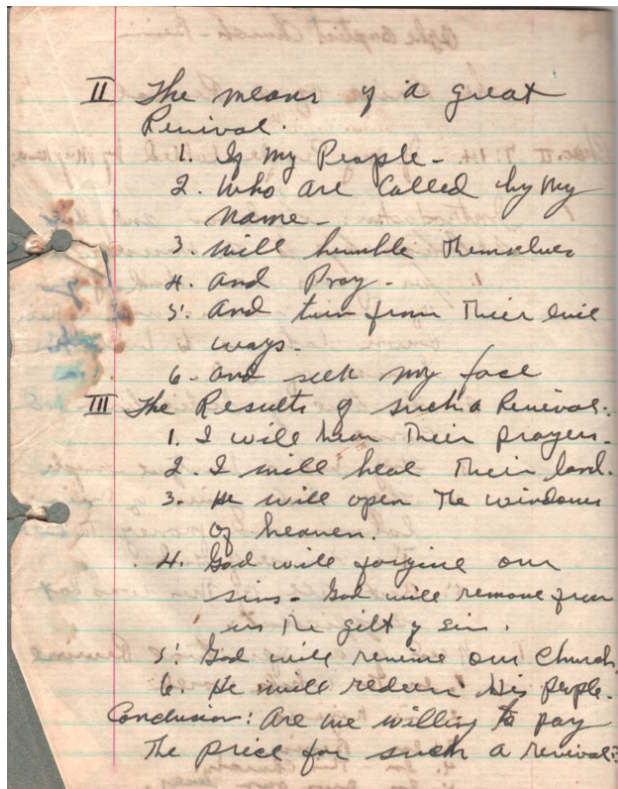 II The means of a great
Revival.
1. If my People -
2. Who are Called by My
name -
3. Will humble Themselves
4. And Pray -
5. And turn from Their evil
ways.
6 - And seek my face
III The Results of such a Revival.
1. I will hear Their prayers.
2. I will heal Their land.
3. He will open The windows
of heaven.
4. God will forgive our
sins - God will remove from
us The gilt of sin.
5. God will revive our Church.
6 He will redeem His people.
Conclusion: Are we willing to pay
The price for such a revival?